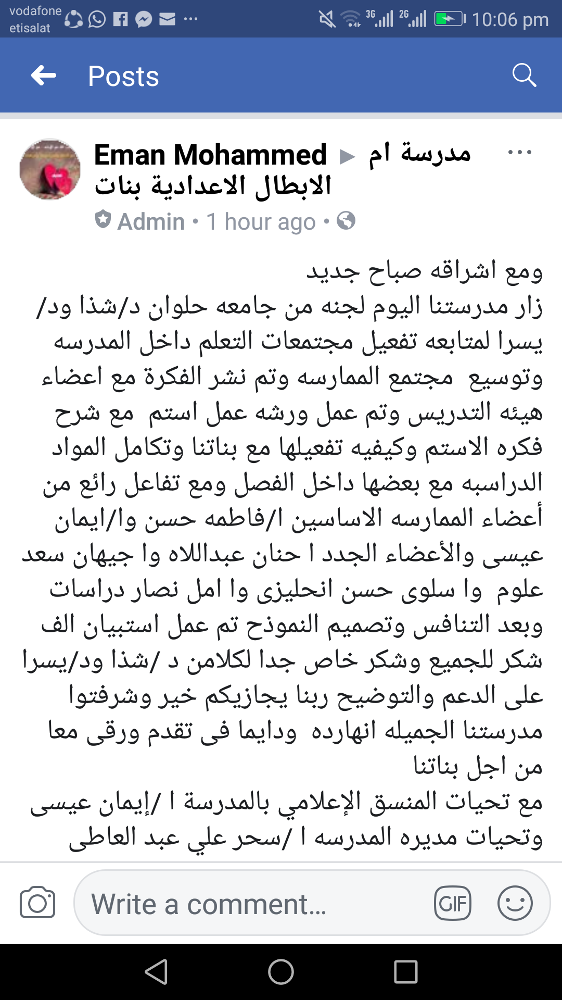 vodafone
etisalat
3G 2G 10:06 pm
Posts
Eman Mohammed ▶ مدرسة ام
الابطال الاعدادية بنات
Admin • 1 hour ago •
ومع اشراقه صباح جديد
زار مدرستنا اليوم لجنه من جامعه حلوان د/شذا ود/
يسرا لمتابعه تفعيل مجتمعات التعلم داخل المدرسه
وتوسيع  مجتمع الممارسه وتم نشر الفكرة مع اعضاء
هيئه التدريس وتم عمل ورشه عمل استم  مع شرح
فكره الاستم وكيفيه تفعيلها مع بناتنا وتكامل المواد
الدراسبه مع بعضها داخل الفصل ومع تفاعل رائع من
أعضاء الممارسه الاساسين ا/فاطمه حسن وا/ايمان
عيسى والأعضاء الجدد ا حنان عبداللاه وا جيهان سعد
علوم  وا سلوى حسن انحليزى وا امل نصار دراسات
وبعد التنافس وتصميم النموذح تم عمل استبيان الف
شكر للجميع وشكر خاص جدا لكلامن د /شذا ود/يسرا
على الدعم والتوضيح ربنا يجازيكم خير وشرفتوا
مدرستنا الجميله انهارده  ودايما فى تقدم ورقى معا
من اجل بناتنا
مع تحيات المنسق الإعلامي بالمدرسة ا /إيمان عيسى
وتحيات مديره المدرسه ا /سحر علي عبد العاطى
Write a comment...
GIF